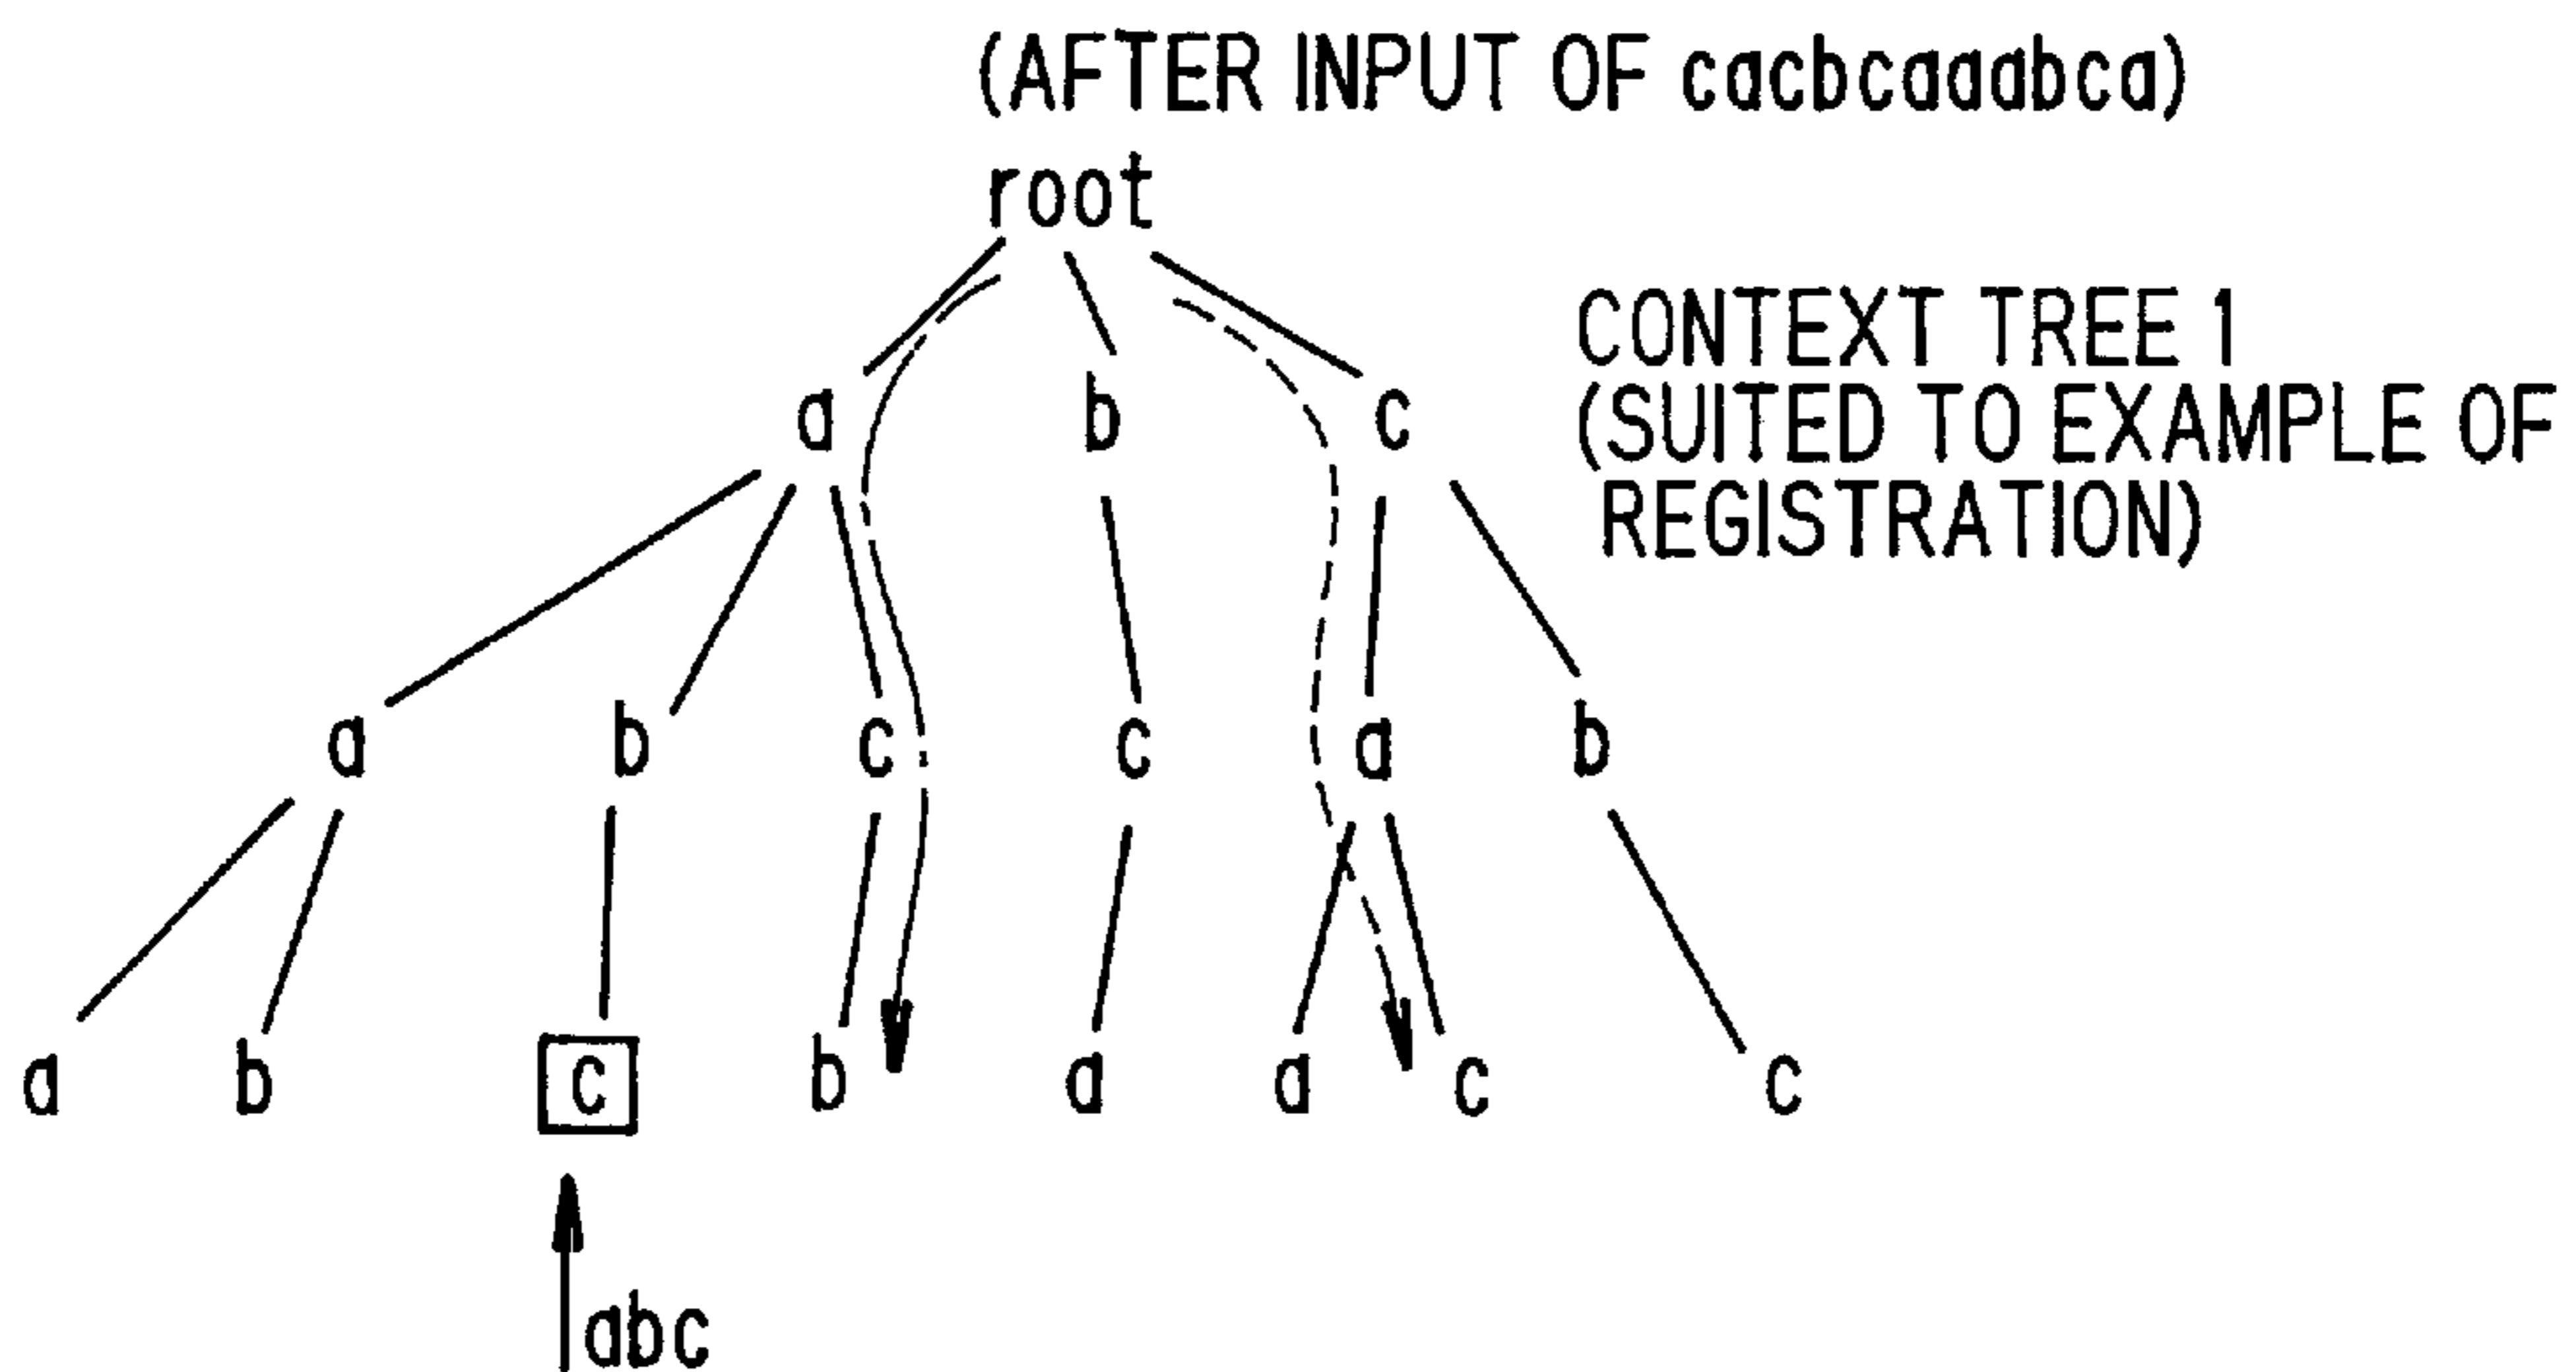 (AFTER INPUT OF cacbcaaabca)
root
CONTEXT TREE 1
(SUITED TO EXAMPLE OF
REGISTRATION)
a b c
a b c c a b
a b c b a a c c
abc